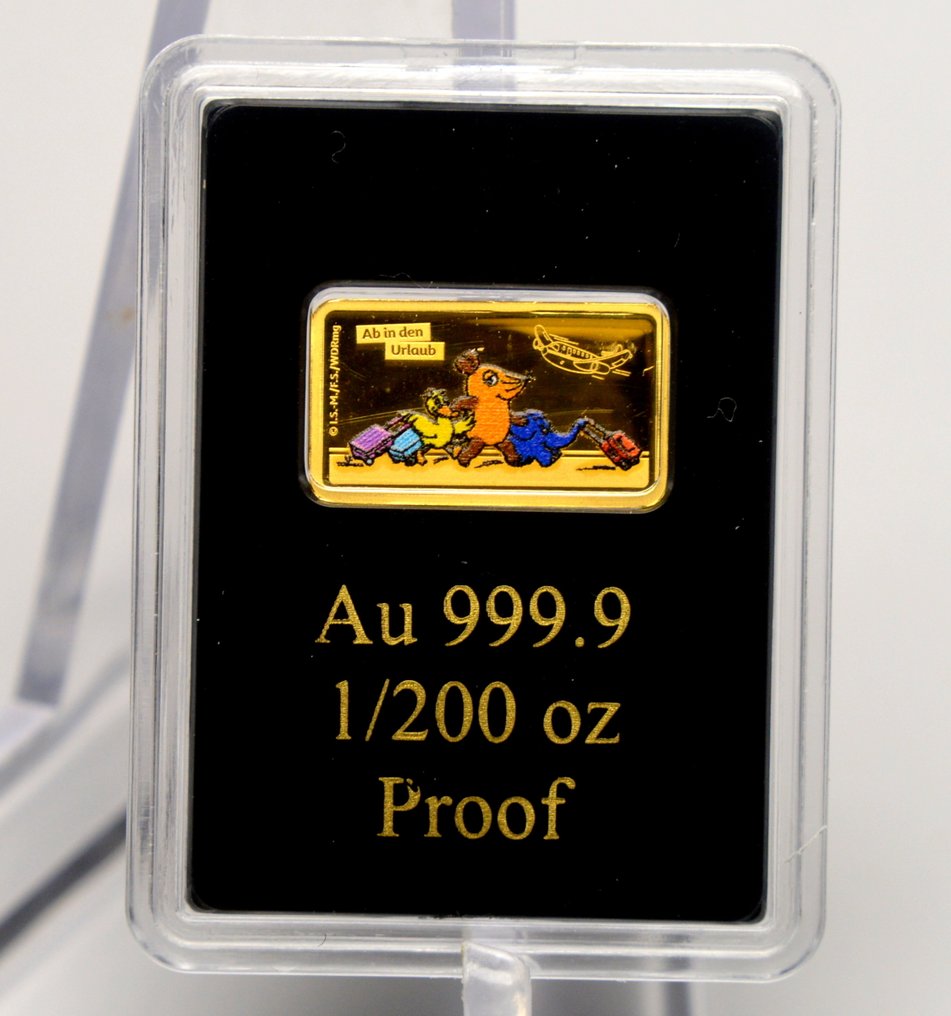 Ab in den
Urlaub
© I.S.-M./F.S./WDRmg
Au 999.9
1/200 oz
Proof